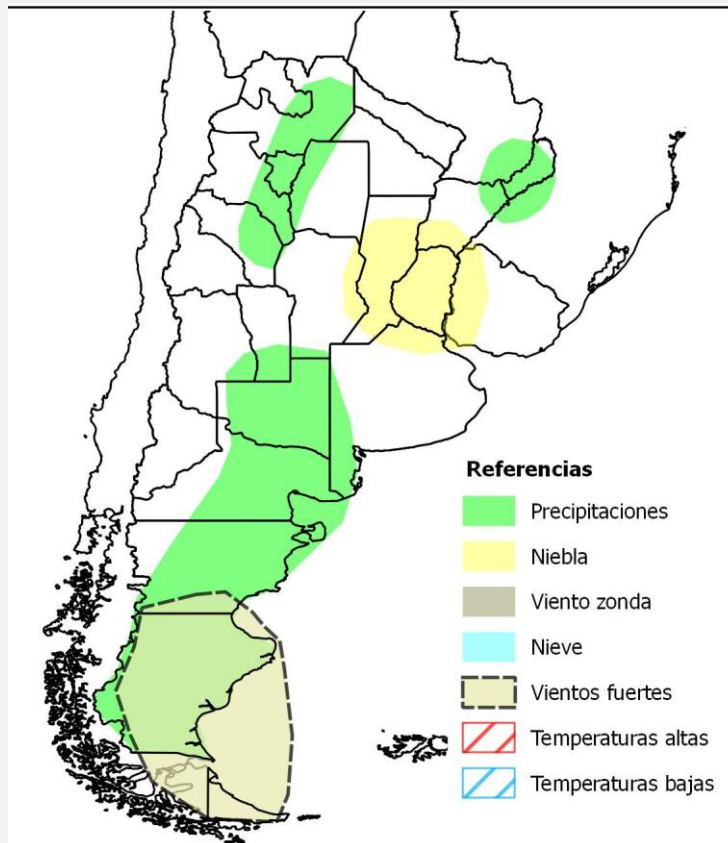 Referencias
Precipitaciones
Niebla
Viento zonda
Nieve
Vientos fuertes
Temperaturas altas
Temperaturas bajas